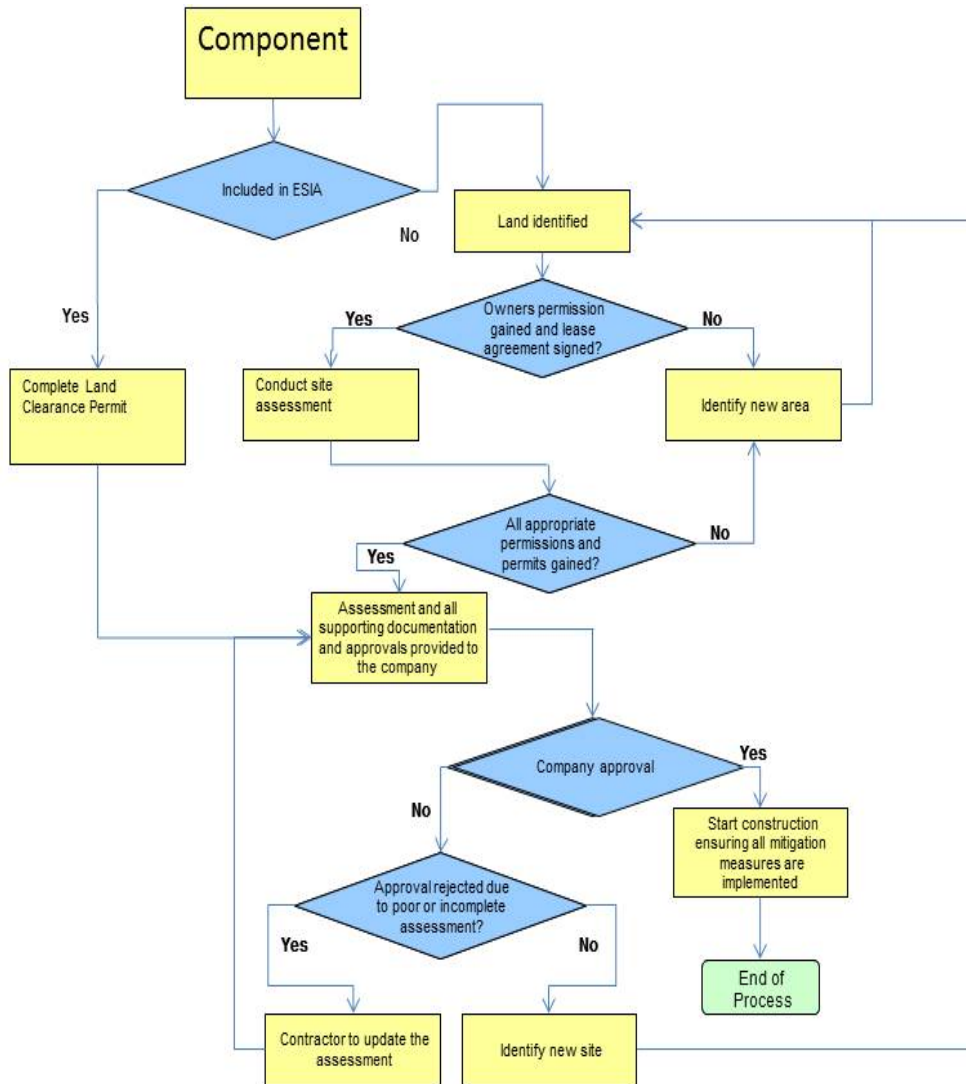 Component
Included in ESIA
No
Land identified
Yes
Owners permission
gained and lease
agreement signed?
Yes
No
Complete Land
Clearance Permit
Conduct site
assessment
Identify new area
All appropriate
permissions and
permits gained?
Yes
No
Assessment and all
supporting documentation
and approvals provided to
the company
Company approval
Yes
No
Start construction
ensuring all mitigation
measures are
implemented
Approval rejected due
to poor or incomplete
assessment?
Yes
No
End of
Process
Contractor to update the
assessment
Identify new site